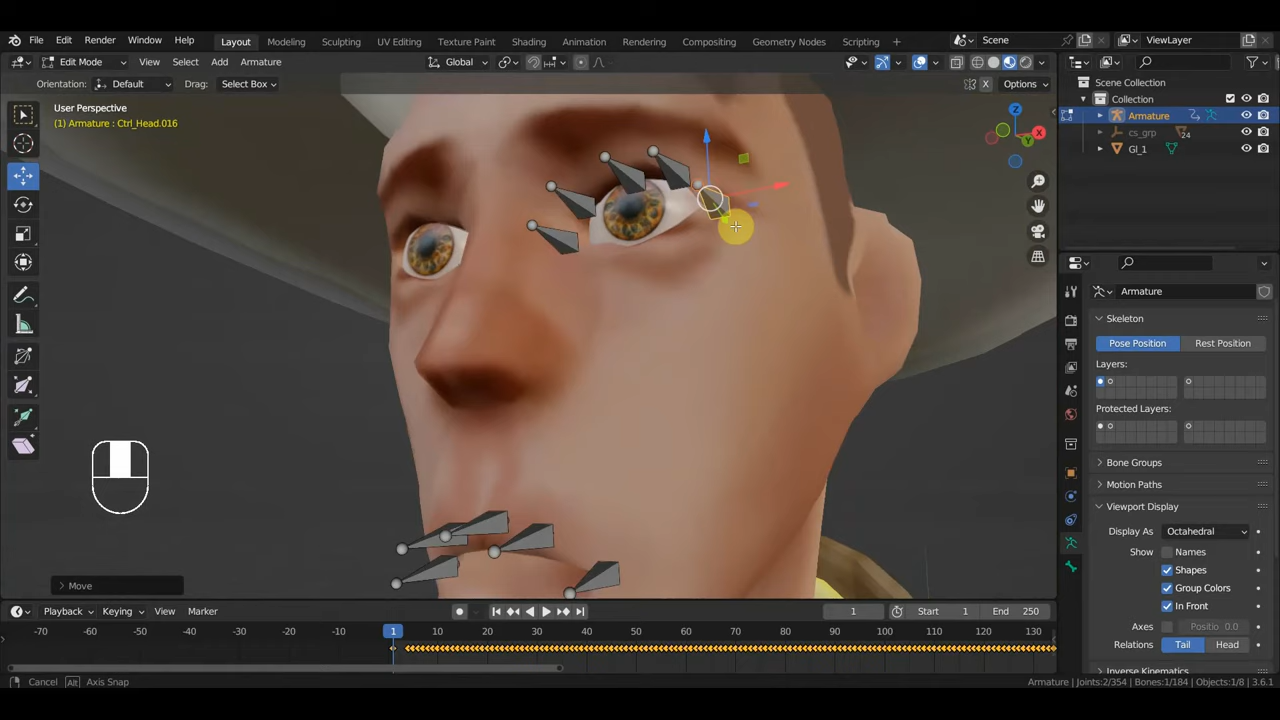 File Edit Render Window Help Layout Modeling Sculpting UV Editing Texture Paint Shading Animation Rendering Compositing Geometry Nodes Scripting + Scene ViewLayer
Edit Mode View Select Add Armature Global
Orientation: Default Drag: Select Box X Options
User Perspective
(1) Armature : Ctrl_Head.016
Z
X
Y
Scene Collection
Collection
Armature
cs_grp 24
GI_1
Armature
Skeleton
Pose Position Rest Position
Layers:
Protected Layers:
Bone Groups
Motion Paths
Viewport Display
Display As Octahedral
Show Names
Shapes
Group Colors
In Front
Axes Positio 0.0
Relations Tail Head
Inverse Kinematics
Move
Playback Keying View Marker 1 Start 1 End 250
-70 -60 -50 -40 -30 -20 -10 1 10 20 30 40 50 60 70 80 90 100 110 120 130
Cancel Alt Axis Snap Armature | Joints:2/354 | Bones:1/184 | Objects:1/8 | 3.6.1